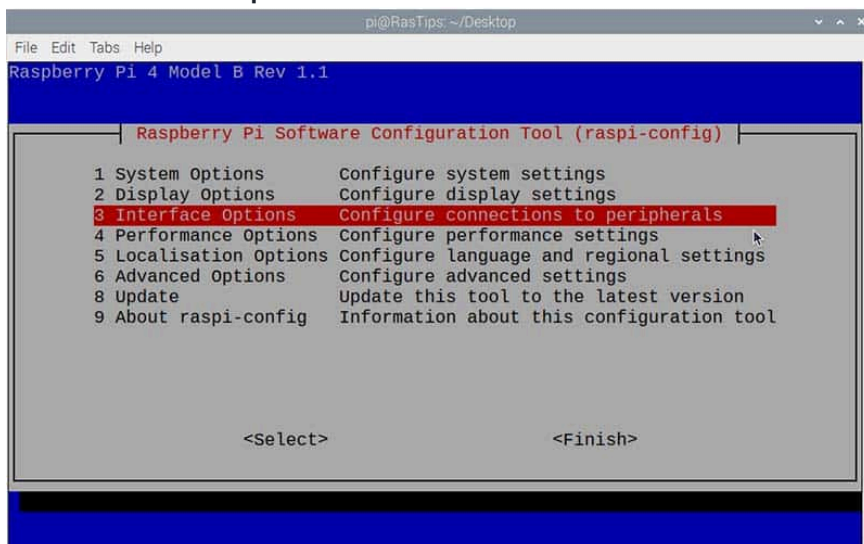 pi@RasTips: ~/Desktop
File Edit Tabs Help
Raspberry Pi 4 Model B Rev 1.1
Raspberry Pi Software Configuration Tool (raspi-config)
1 System Options Configure system settings
2 Display Options Configure display settings
3 Interface Options Configure connections to peripherals
4 Performance Options Configure performance settings
5 Localisation Options Configure language and regional settings
6 Advanced Options Configure advanced settings
8 Update Update this tool to the latest version
9 About raspi-config Information about this configuration tool
<Select> <Finish>